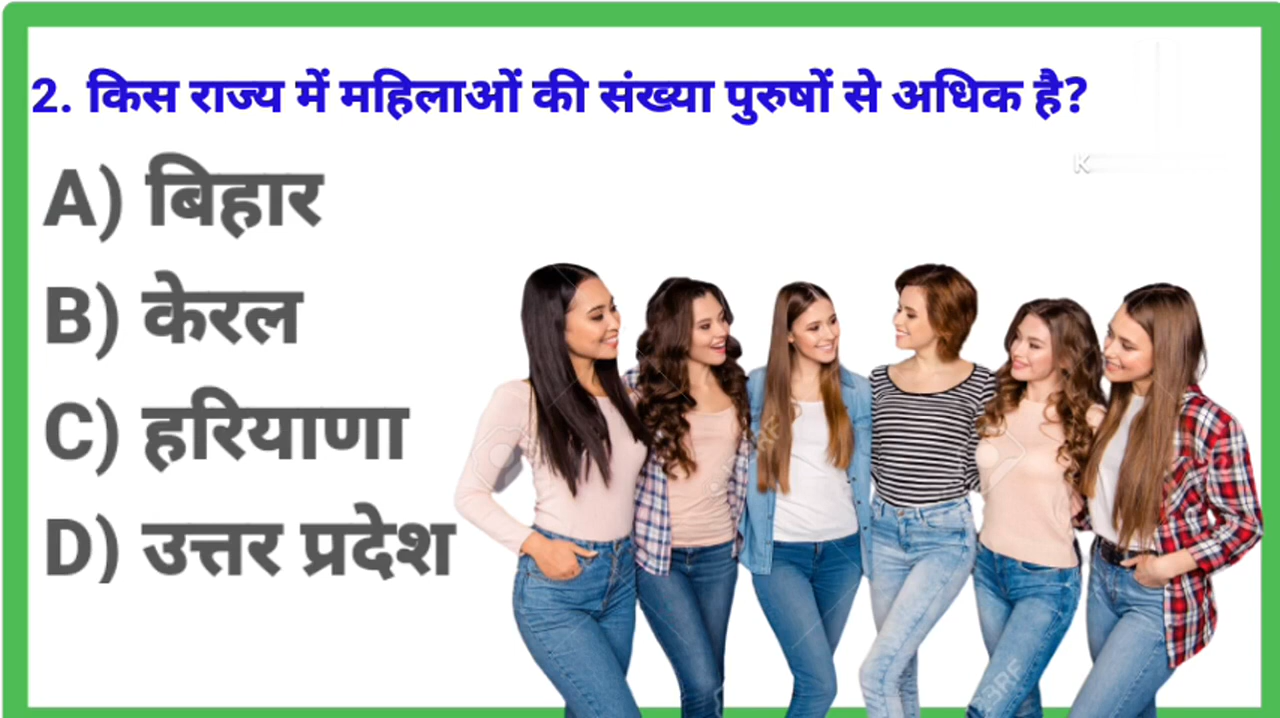 2. किस राज्य में महिलाओं की संख्या पुरुषों से अधिक है?
K
A) बिहार
B) केरल
C) हरियाणा
D) उत्तर प्रदेश